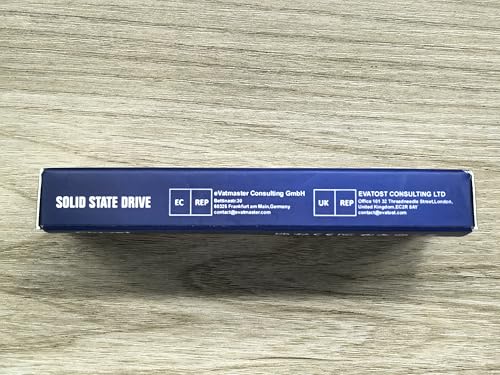 SOLID STATE DRIVE
EC REP
eVatmaster Consulting GmbH
Bettinastr.30
60325 Frankfurt am Main,Germany
contact@evatmaster.com
UK REP
EVATOST CONSULTING LTD
Office 101 32 Threadneedle Street,London,
United Kingdom,EC2R 8AY
contact@evatost.com